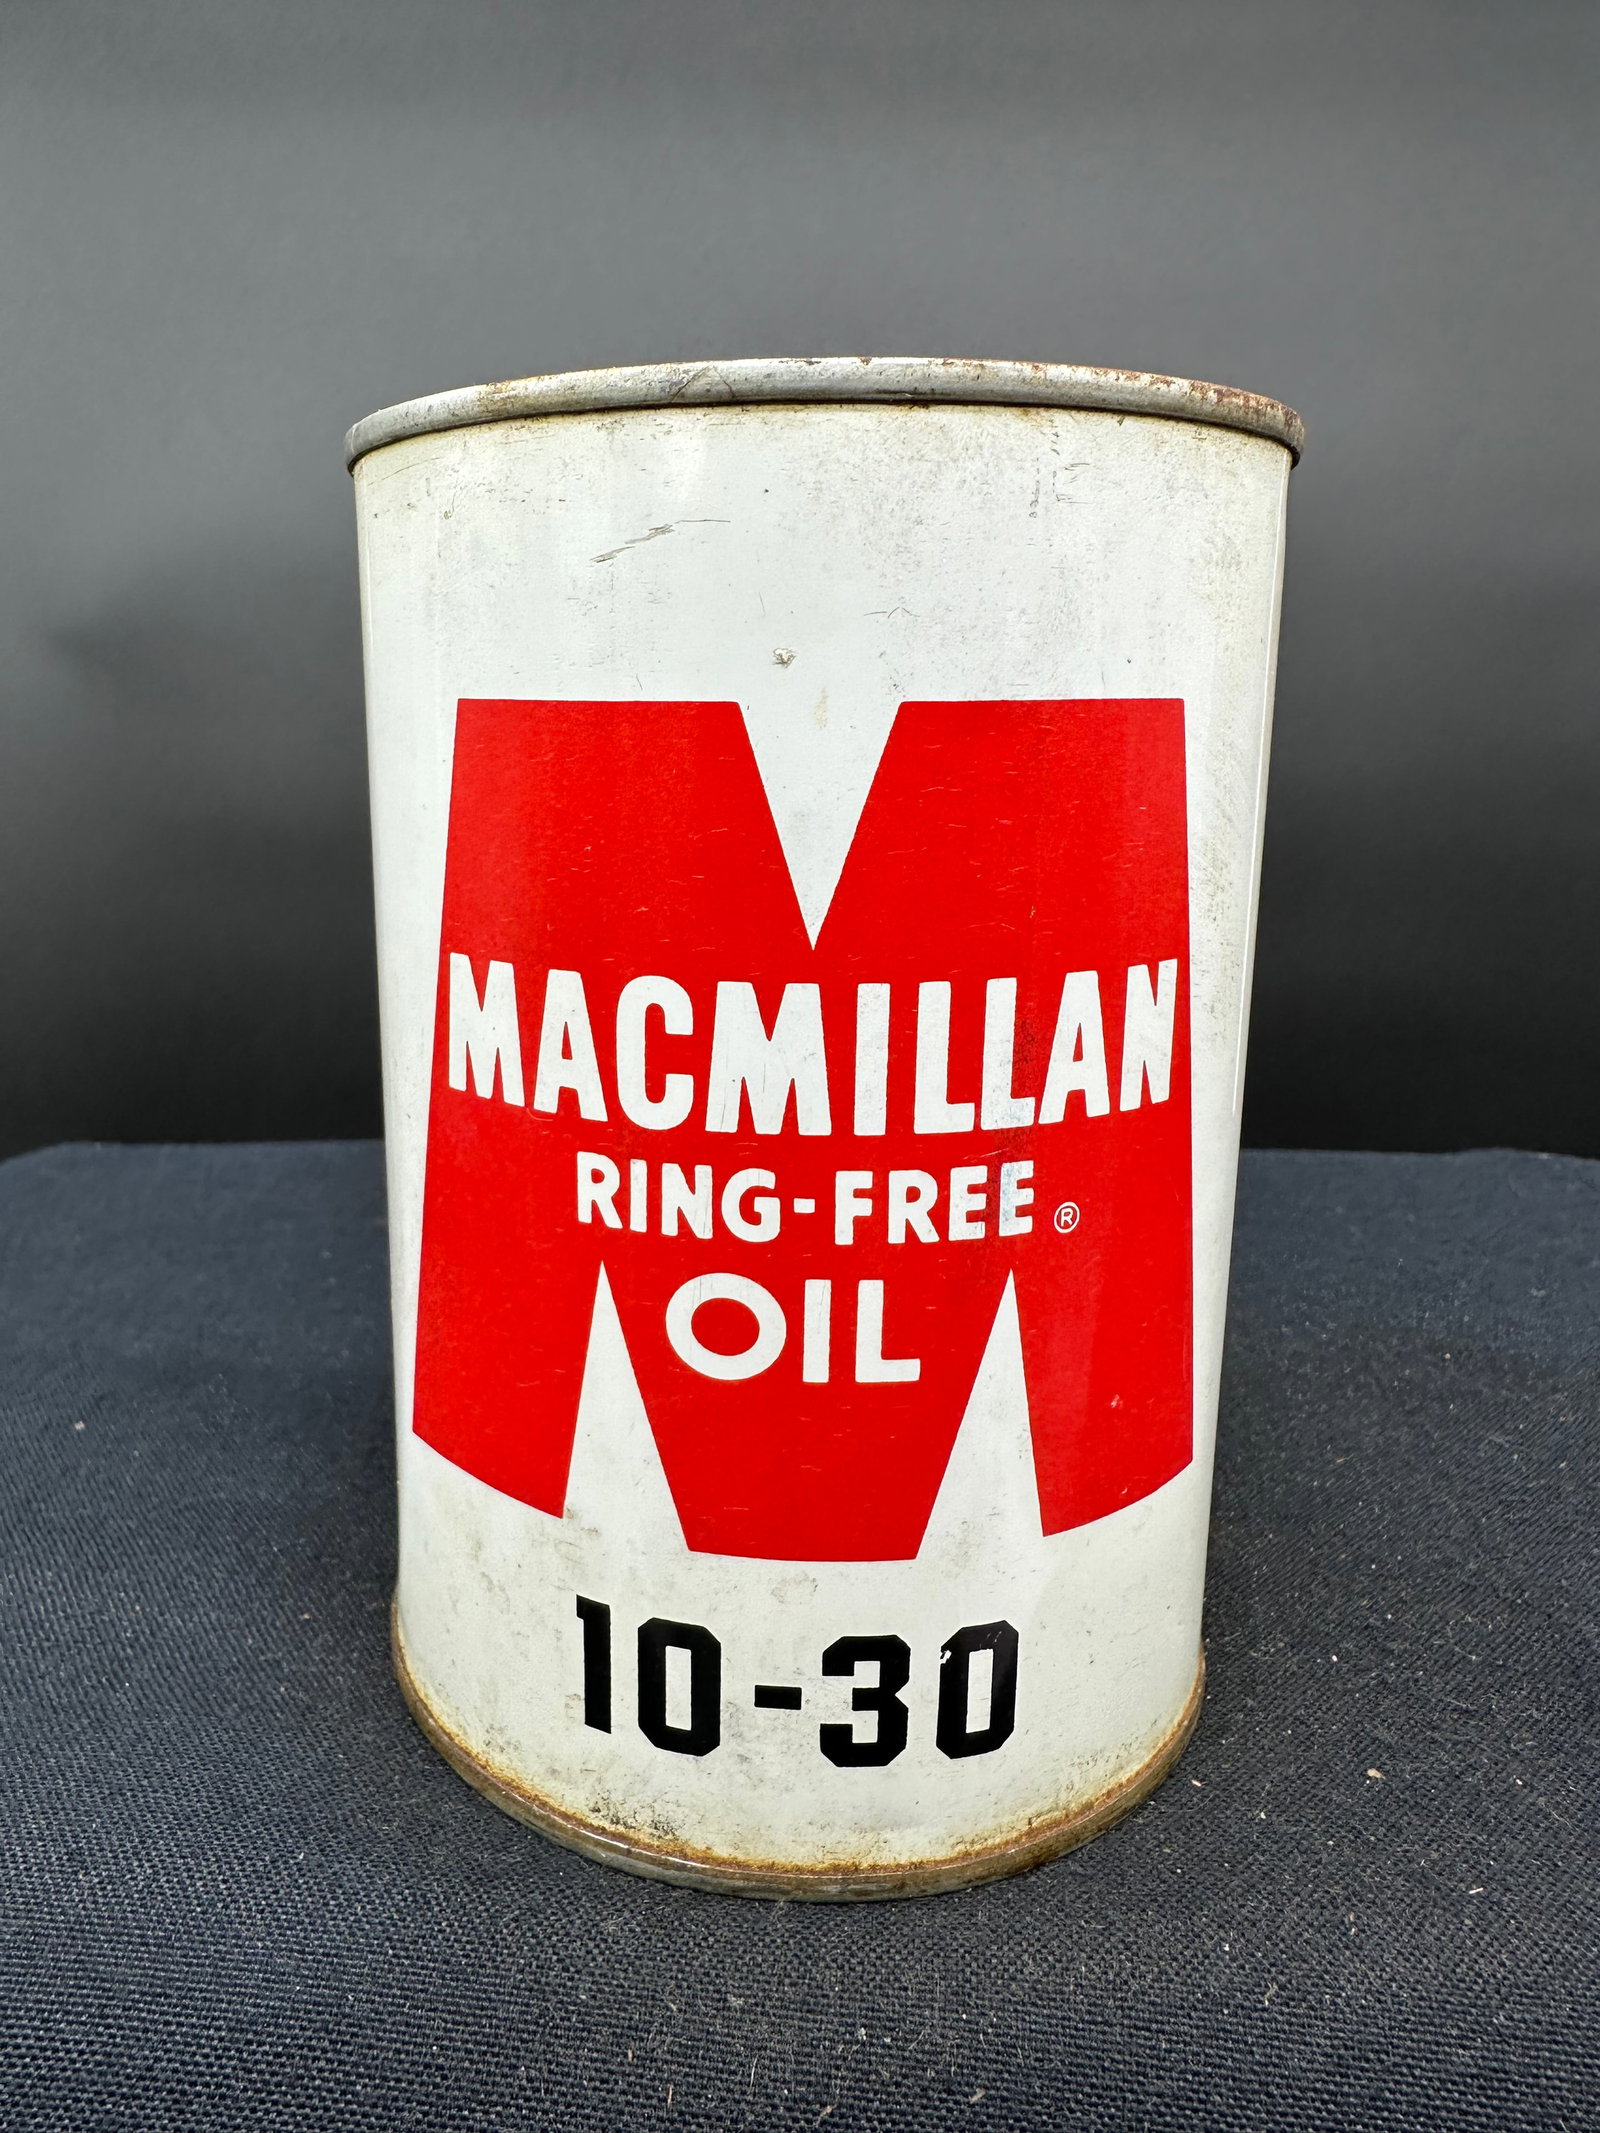 MACMILLAN
RING-FREE®
OIL
10-30